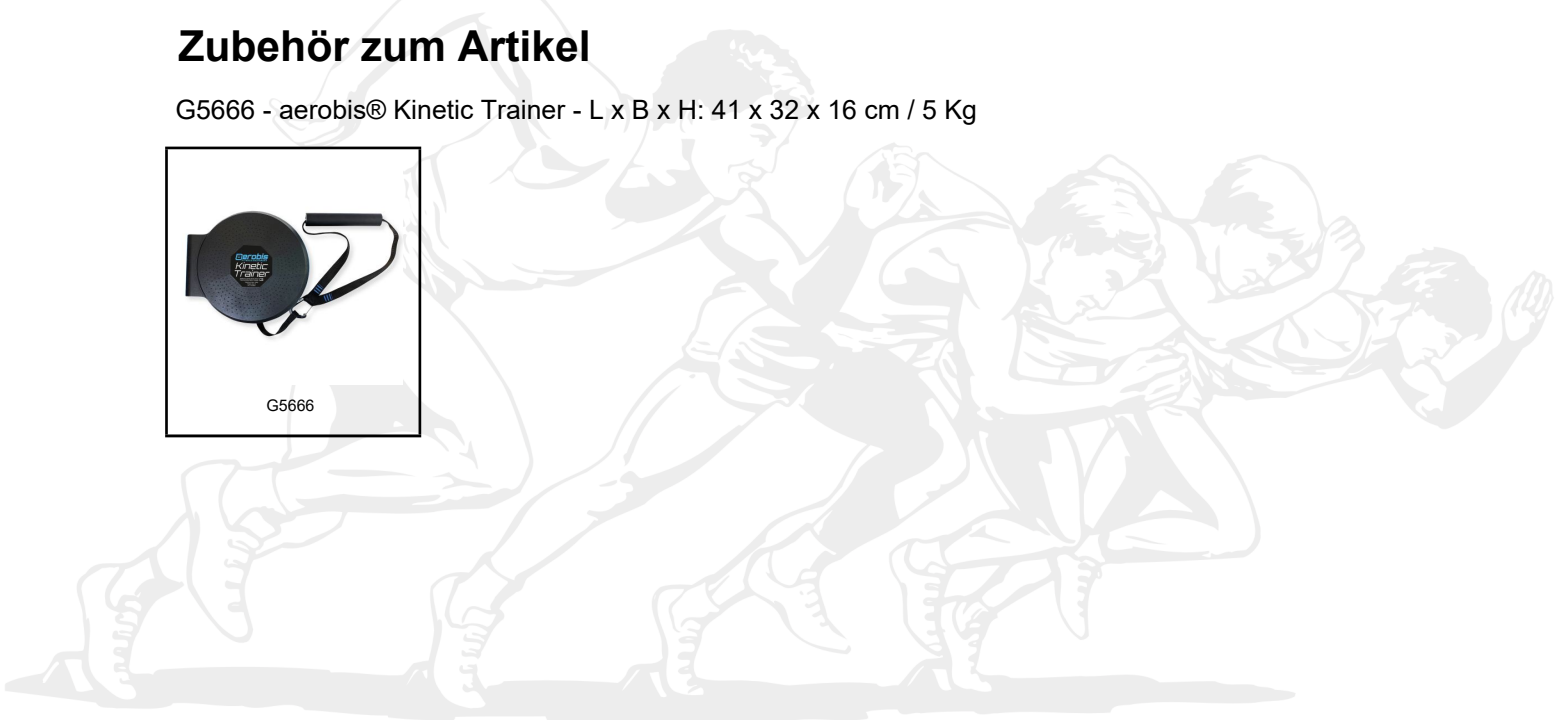 Zubehör zum Artikel
G5666 - aerobis® Kinetic Trainer - L x B x H: 41 x 32 x 16 cm / 5 Kg
aerobis
Kinetic
Trainer
G5666